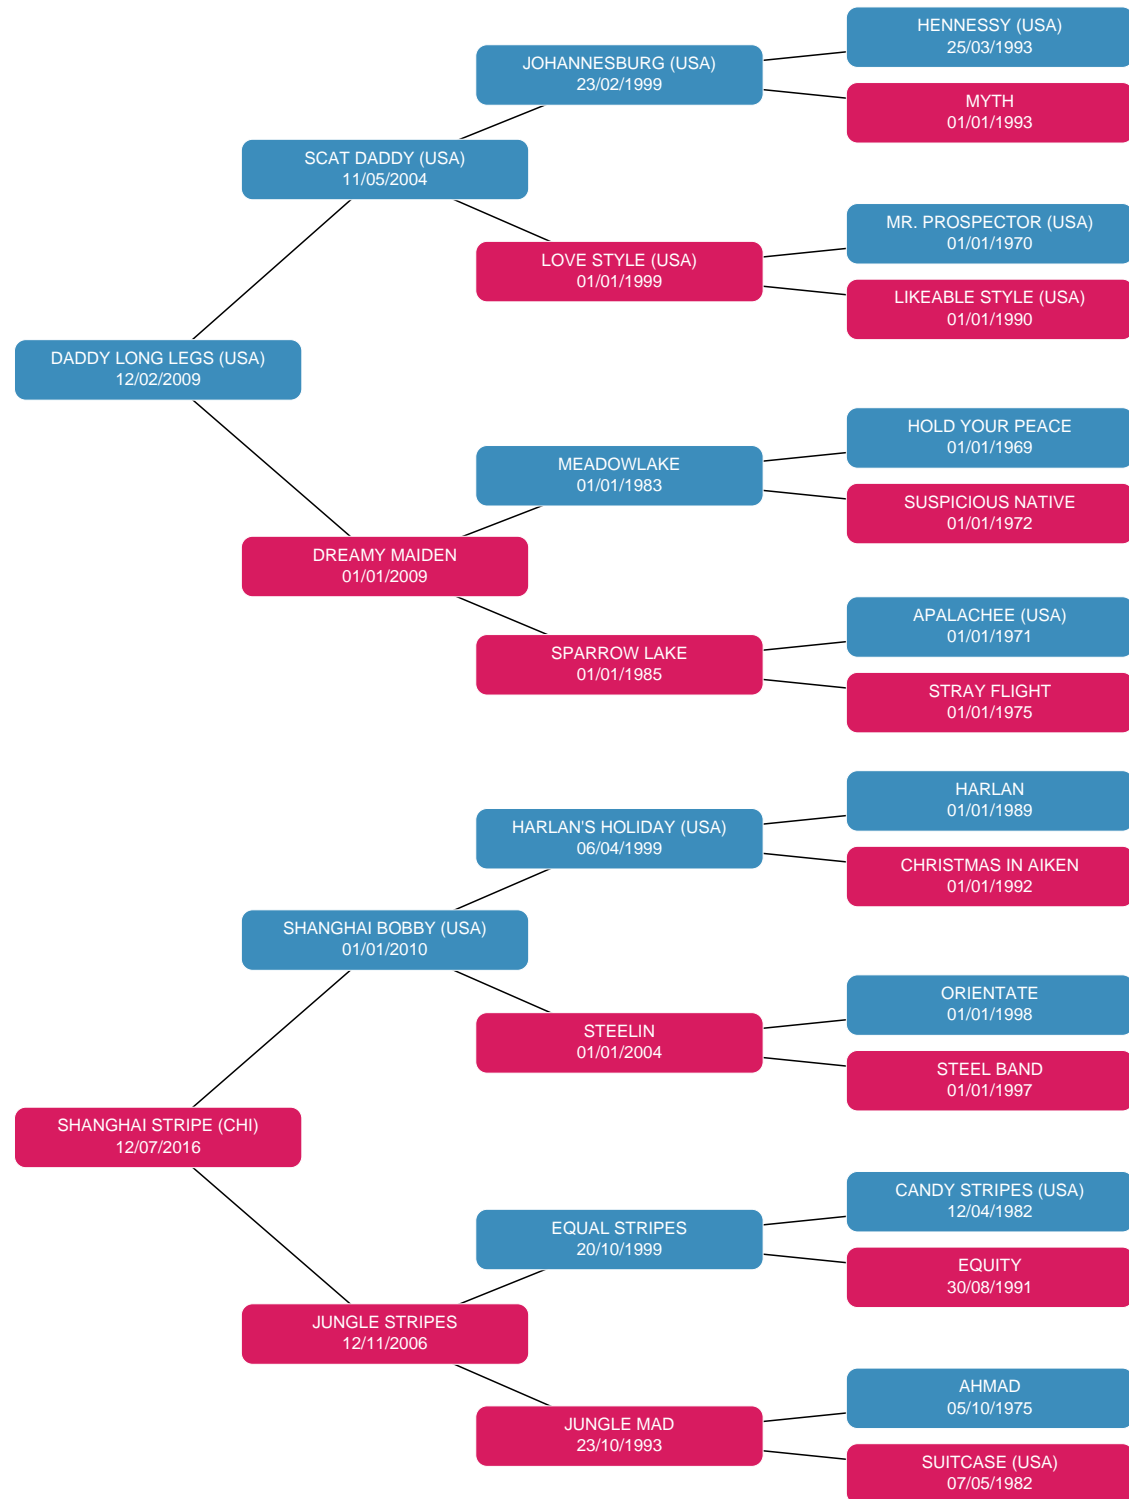 HENNESSY (USA)
25/03/1993
JOHANNESBURG (USA)
23/02/1999
MYTH
01/01/1993
SCAT DADDY (USA)
11/05/2004
MR. PROSPECTOR (USA)
01/01/1970
LOVE STYLE (USA)
01/01/1999
LIKEABLE STYLE (USA)
01/01/1990
DADDY LONG LEGS (USA)
12/02/2009
HOLD YOUR PEACE
01/01/1969
MEADOWLAKE
01/01/1983
SUSPICIOUS NATIVE
01/01/1972
DREAMY MAIDEN
01/01/2009
APALACHEE (USA)
01/01/1971
SPARROW LAKE
01/01/1985
STRAY FLIGHT
01/01/1975
HARLAN
01/01/1989
HARLAN'S HOLIDAY (USA)
06/04/1999
CHRISTMAS IN AIKEN
01/01/1992
SHANGHAI BOBBY (USA)
01/01/2010
ORIENTATE
01/01/1998
STEELIN
01/01/2004
STEEL BAND
01/01/1997
SHANGHAI STRIPE (CHI)
12/07/2016
CANDY STRIPES (USA)
12/04/1982
EQUAL STRIPES
20/10/1999
EQUITY
30/08/1991
JUNGLE STRIPES
12/11/2006
AHMAD
05/10/1975
JUNGLE MAD
23/10/1993
SUITCASE (USA)
07/05/1982